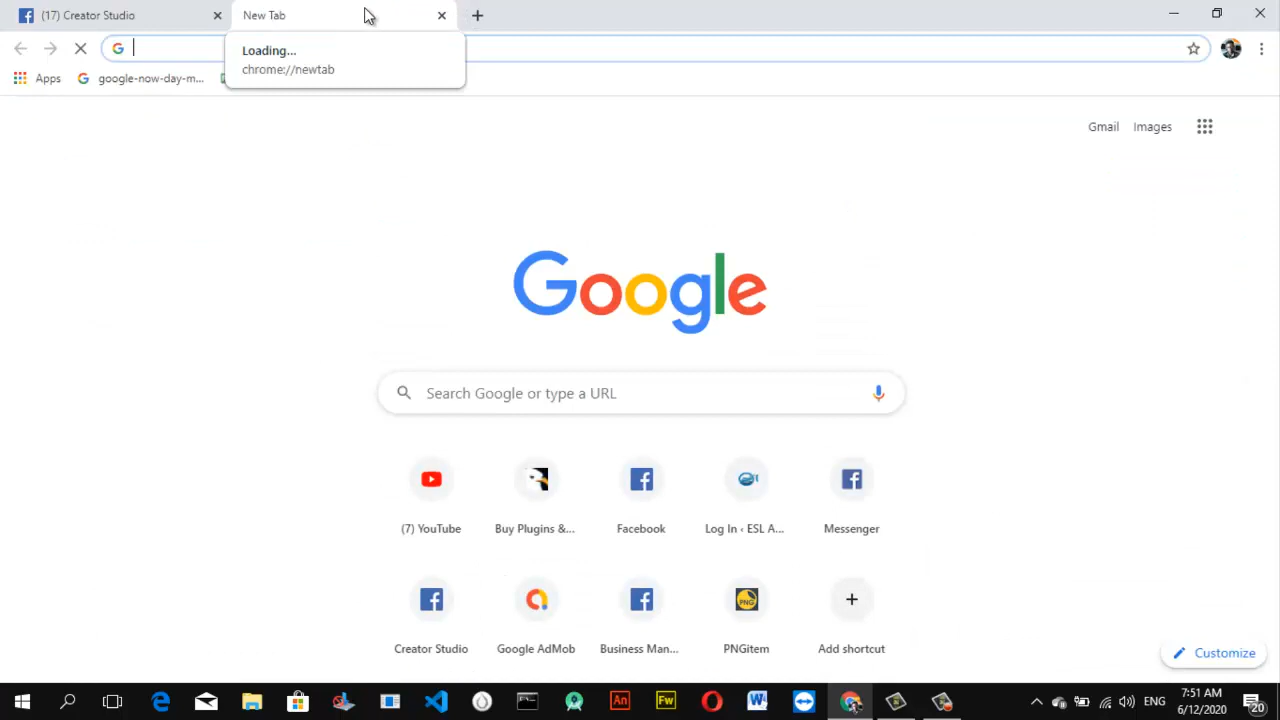 (17) Creator Studio
New Tab
Loading...
chrome://newtab
Apps
google-now-day-m...
Gmail
Images
Google
Search Google or type a URL
(7) YouTube
Buy Plugins &...
Facebook
Log In ‹ ESL A...
Messenger
Creator Studio
Google AdMob
Business Man...
PNGitem
Add shortcut
Customize
An
Fw
ENG
7:51 AM
6/12/2020
20